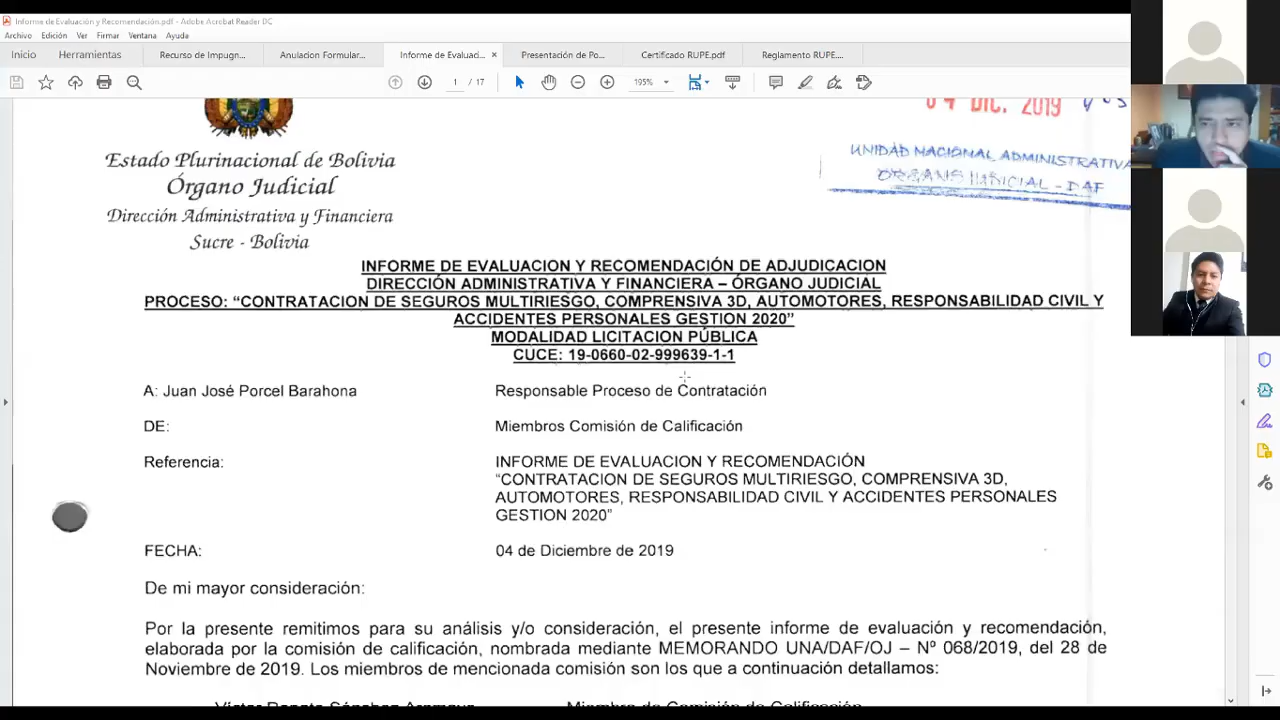 Informe de Evaluación y Recomendación.pdf - Adobe Acrobat Reader DC
Archivo Edición Ver Firmar Ventana Ayuda
Inicio Herramientas Recurso de Impugn... Anulacion Formular... Informe de Evaluac... × Presentación de Po... Certificado RUPE.pdf Reglamento RUPE....
1 / 17 195%
04 DIC. 2019
UNIDAD NACIONAL ADMINISTRATIVA
ORGANO JUDICIAL - DAF
Estado Plurinacional de Bolivia
Órgano Judicial
Dirección Administrativa y Financiera
Sucre - Bolivia
INFORME DE EVALUACION Y RECOMENDACIÓN DE ADJUDICACION
DIRECCIÓN ADMINISTRATIVA Y FINANCIERA – ÓRGANO JUDICIAL
PROCESO: “CONTRATACION DE SEGUROS MULTIRIESGO, COMPRENSIVA 3D, AUTOMOTORES, RESPONSABILIDAD CIVIL Y
ACCIDENTES PERSONALES GESTION 2020”
MODALIDAD LICITACION PÚBLICA
CUCE: 19-0660-02-999639-1-1
A: Juan José Porcel Barahona Responsable Proceso de Contratación
DE: Miembros Comisión de Calificación
Referencia: INFORME DE EVALUACION Y RECOMENDACIÓN
“CONTRATACION DE SEGUROS MULTIRIESGO, COMPRENSIVA 3D,
AUTOMOTORES, RESPONSABILIDAD CIVIL Y ACCIDENTES PERSONALES
GESTION 2020”
FECHA: 04 de Diciembre de 2019
De mi mayor consideración:
Por la presente remitimos para su análisis y/o consideración, el presente informe de evaluación y recomendación,
elaborada por la comisión de calificación, nombrada mediante MEMORANDO UNA/DAF/OJ – Nº 068/2019, del 28 de
Noviembre de 2019. Los miembros de mencionada comisión son los que a continuación detallamos:
Miembro de Comisión de Calificación